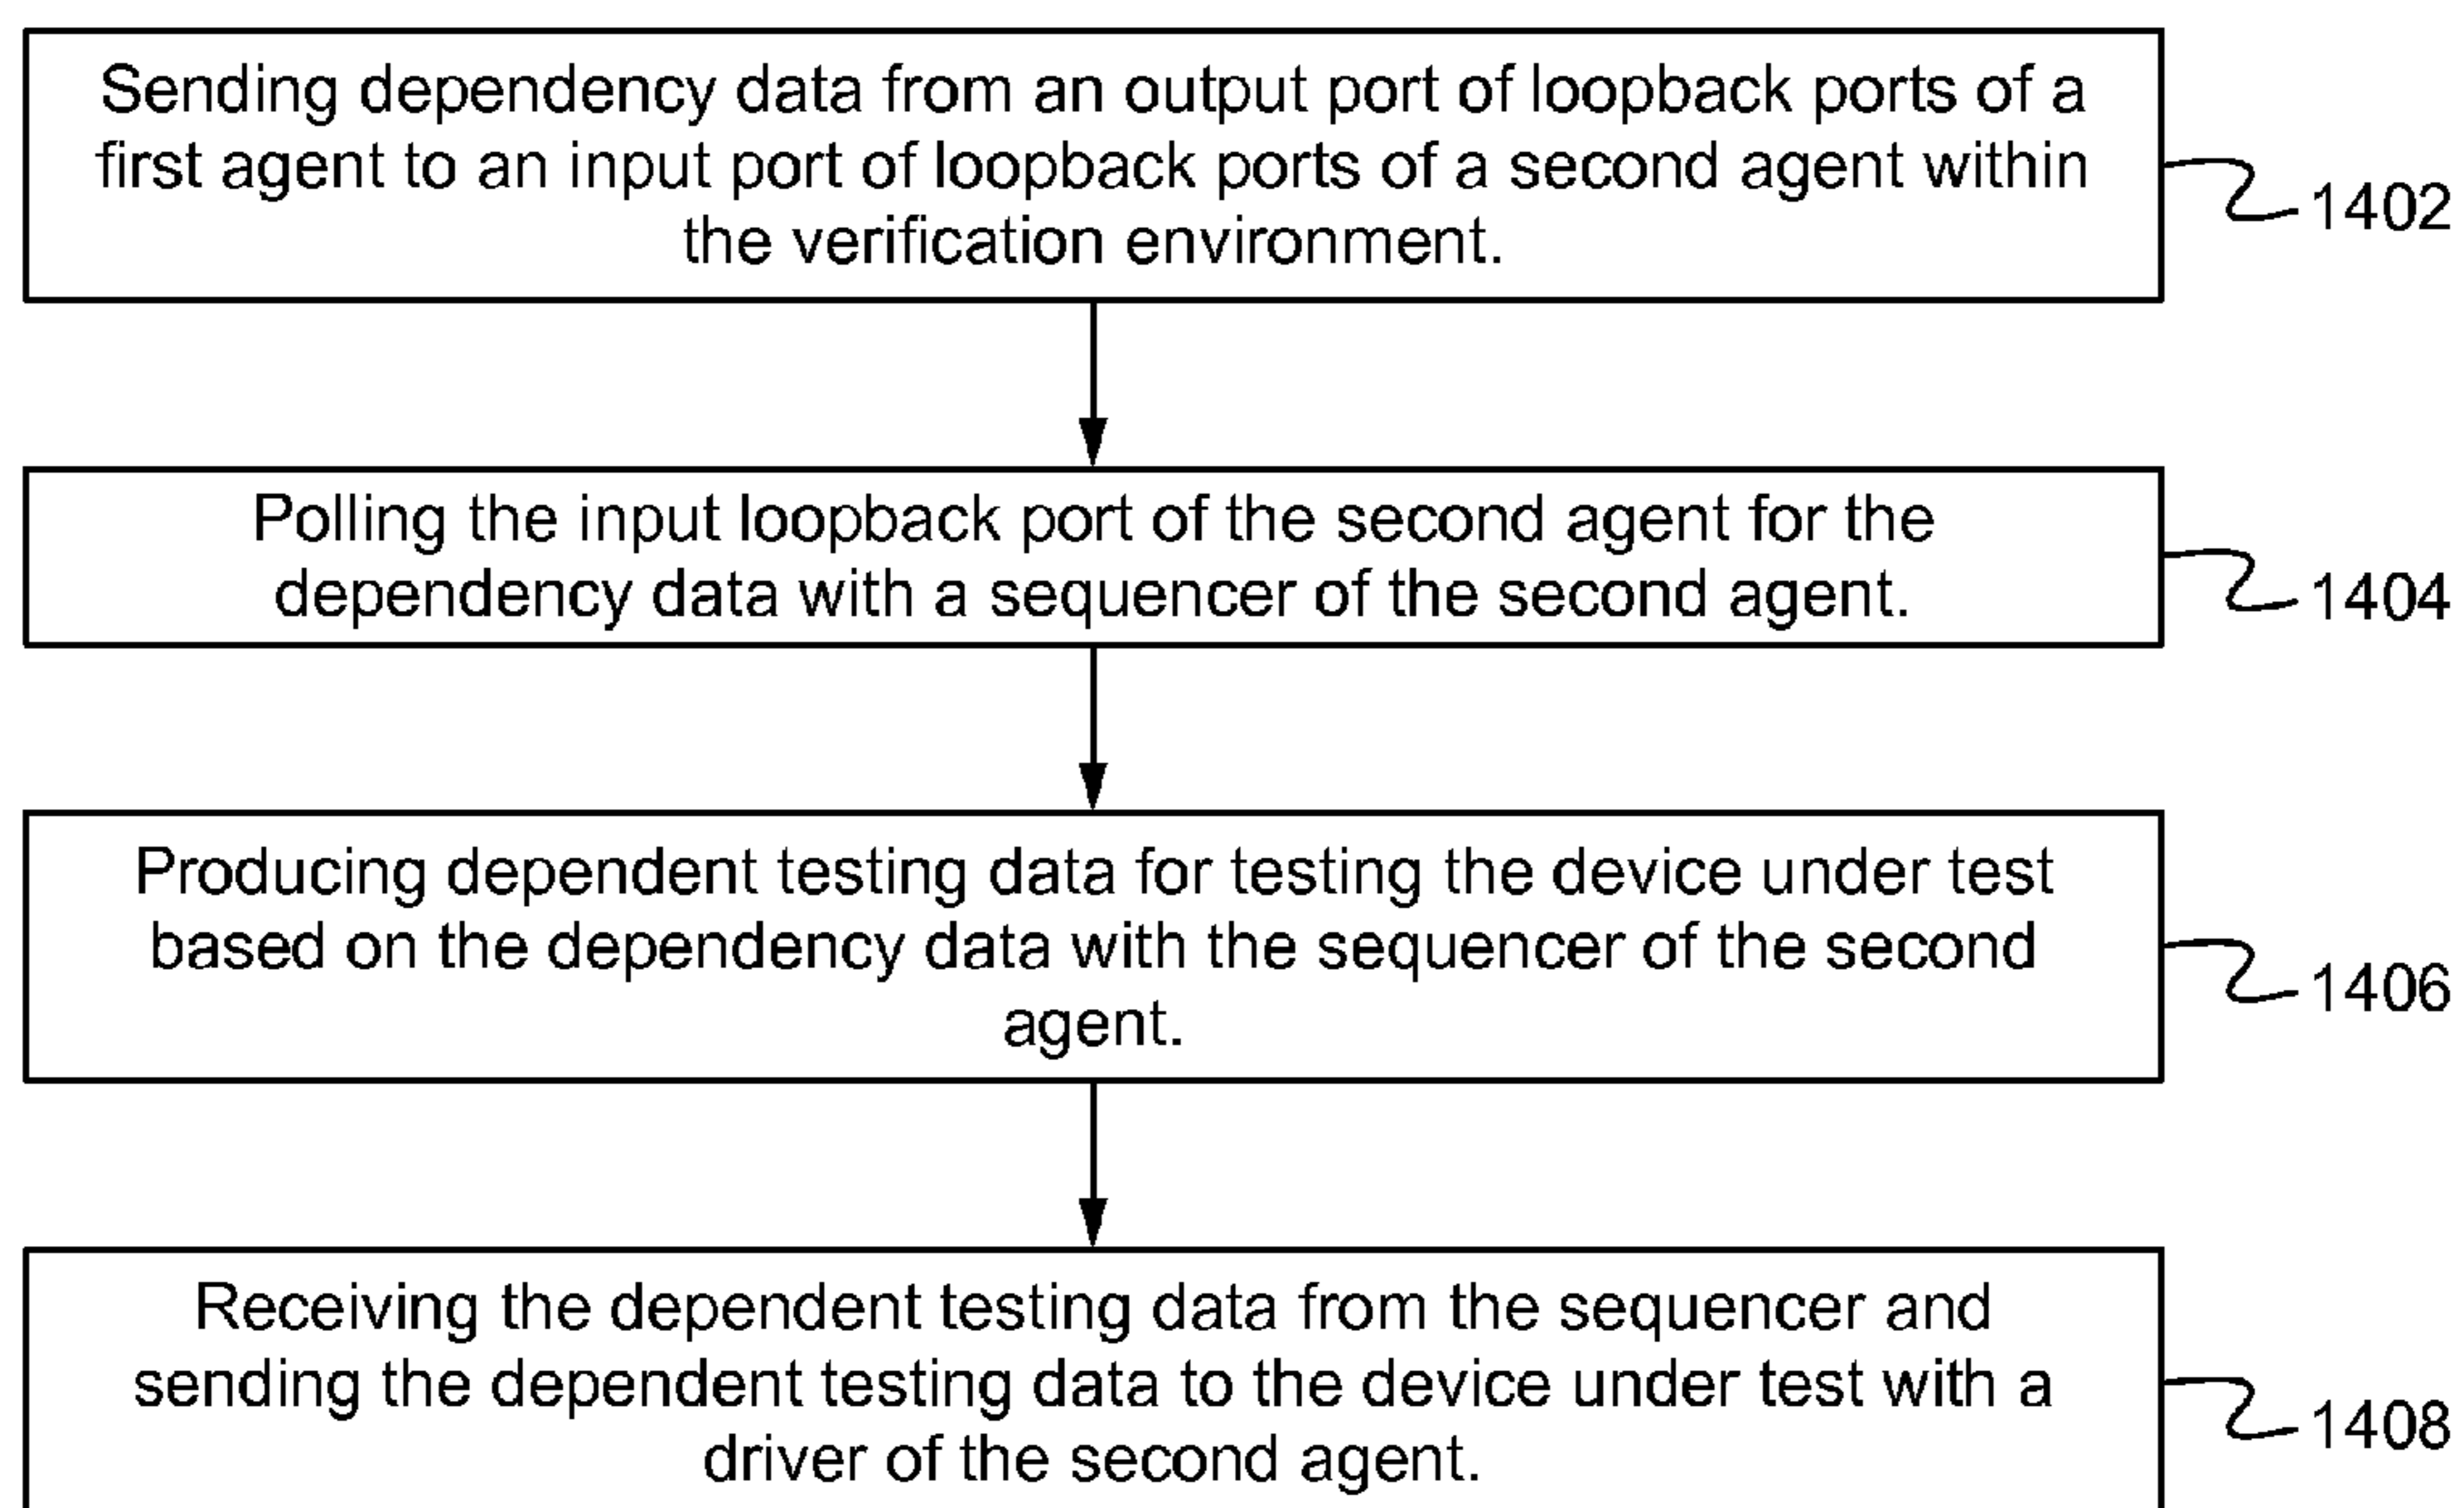 Sending dependency data from an output port of loopback ports of a
first agent to an input port of loopback ports of a second agent within
the verification environment.
1402
Polling the input loopback port of the second agent for the
dependency data with a sequencer of the second agent.
1404
Producing dependent testing data for testing the device under test
based on the dependency data with the sequencer of the second
agent.
1406
Receiving the dependent testing data from the sequencer and
sending the dependent testing data to the device under test with a
driver of the second agent.
1408